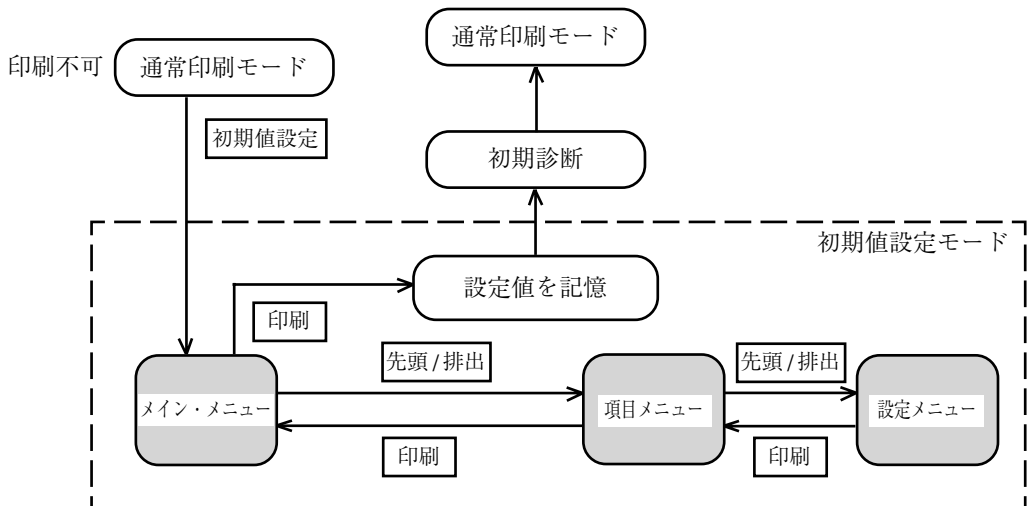 通常印刷モード
印刷不可
通常印刷モード
初期値設定
初期診断
初期値設定モード
設定値を記憶
印刷
先頭/排出
先頭/排出
メイン・メニュー
項目メニュー
設定メニュー
印刷
印刷